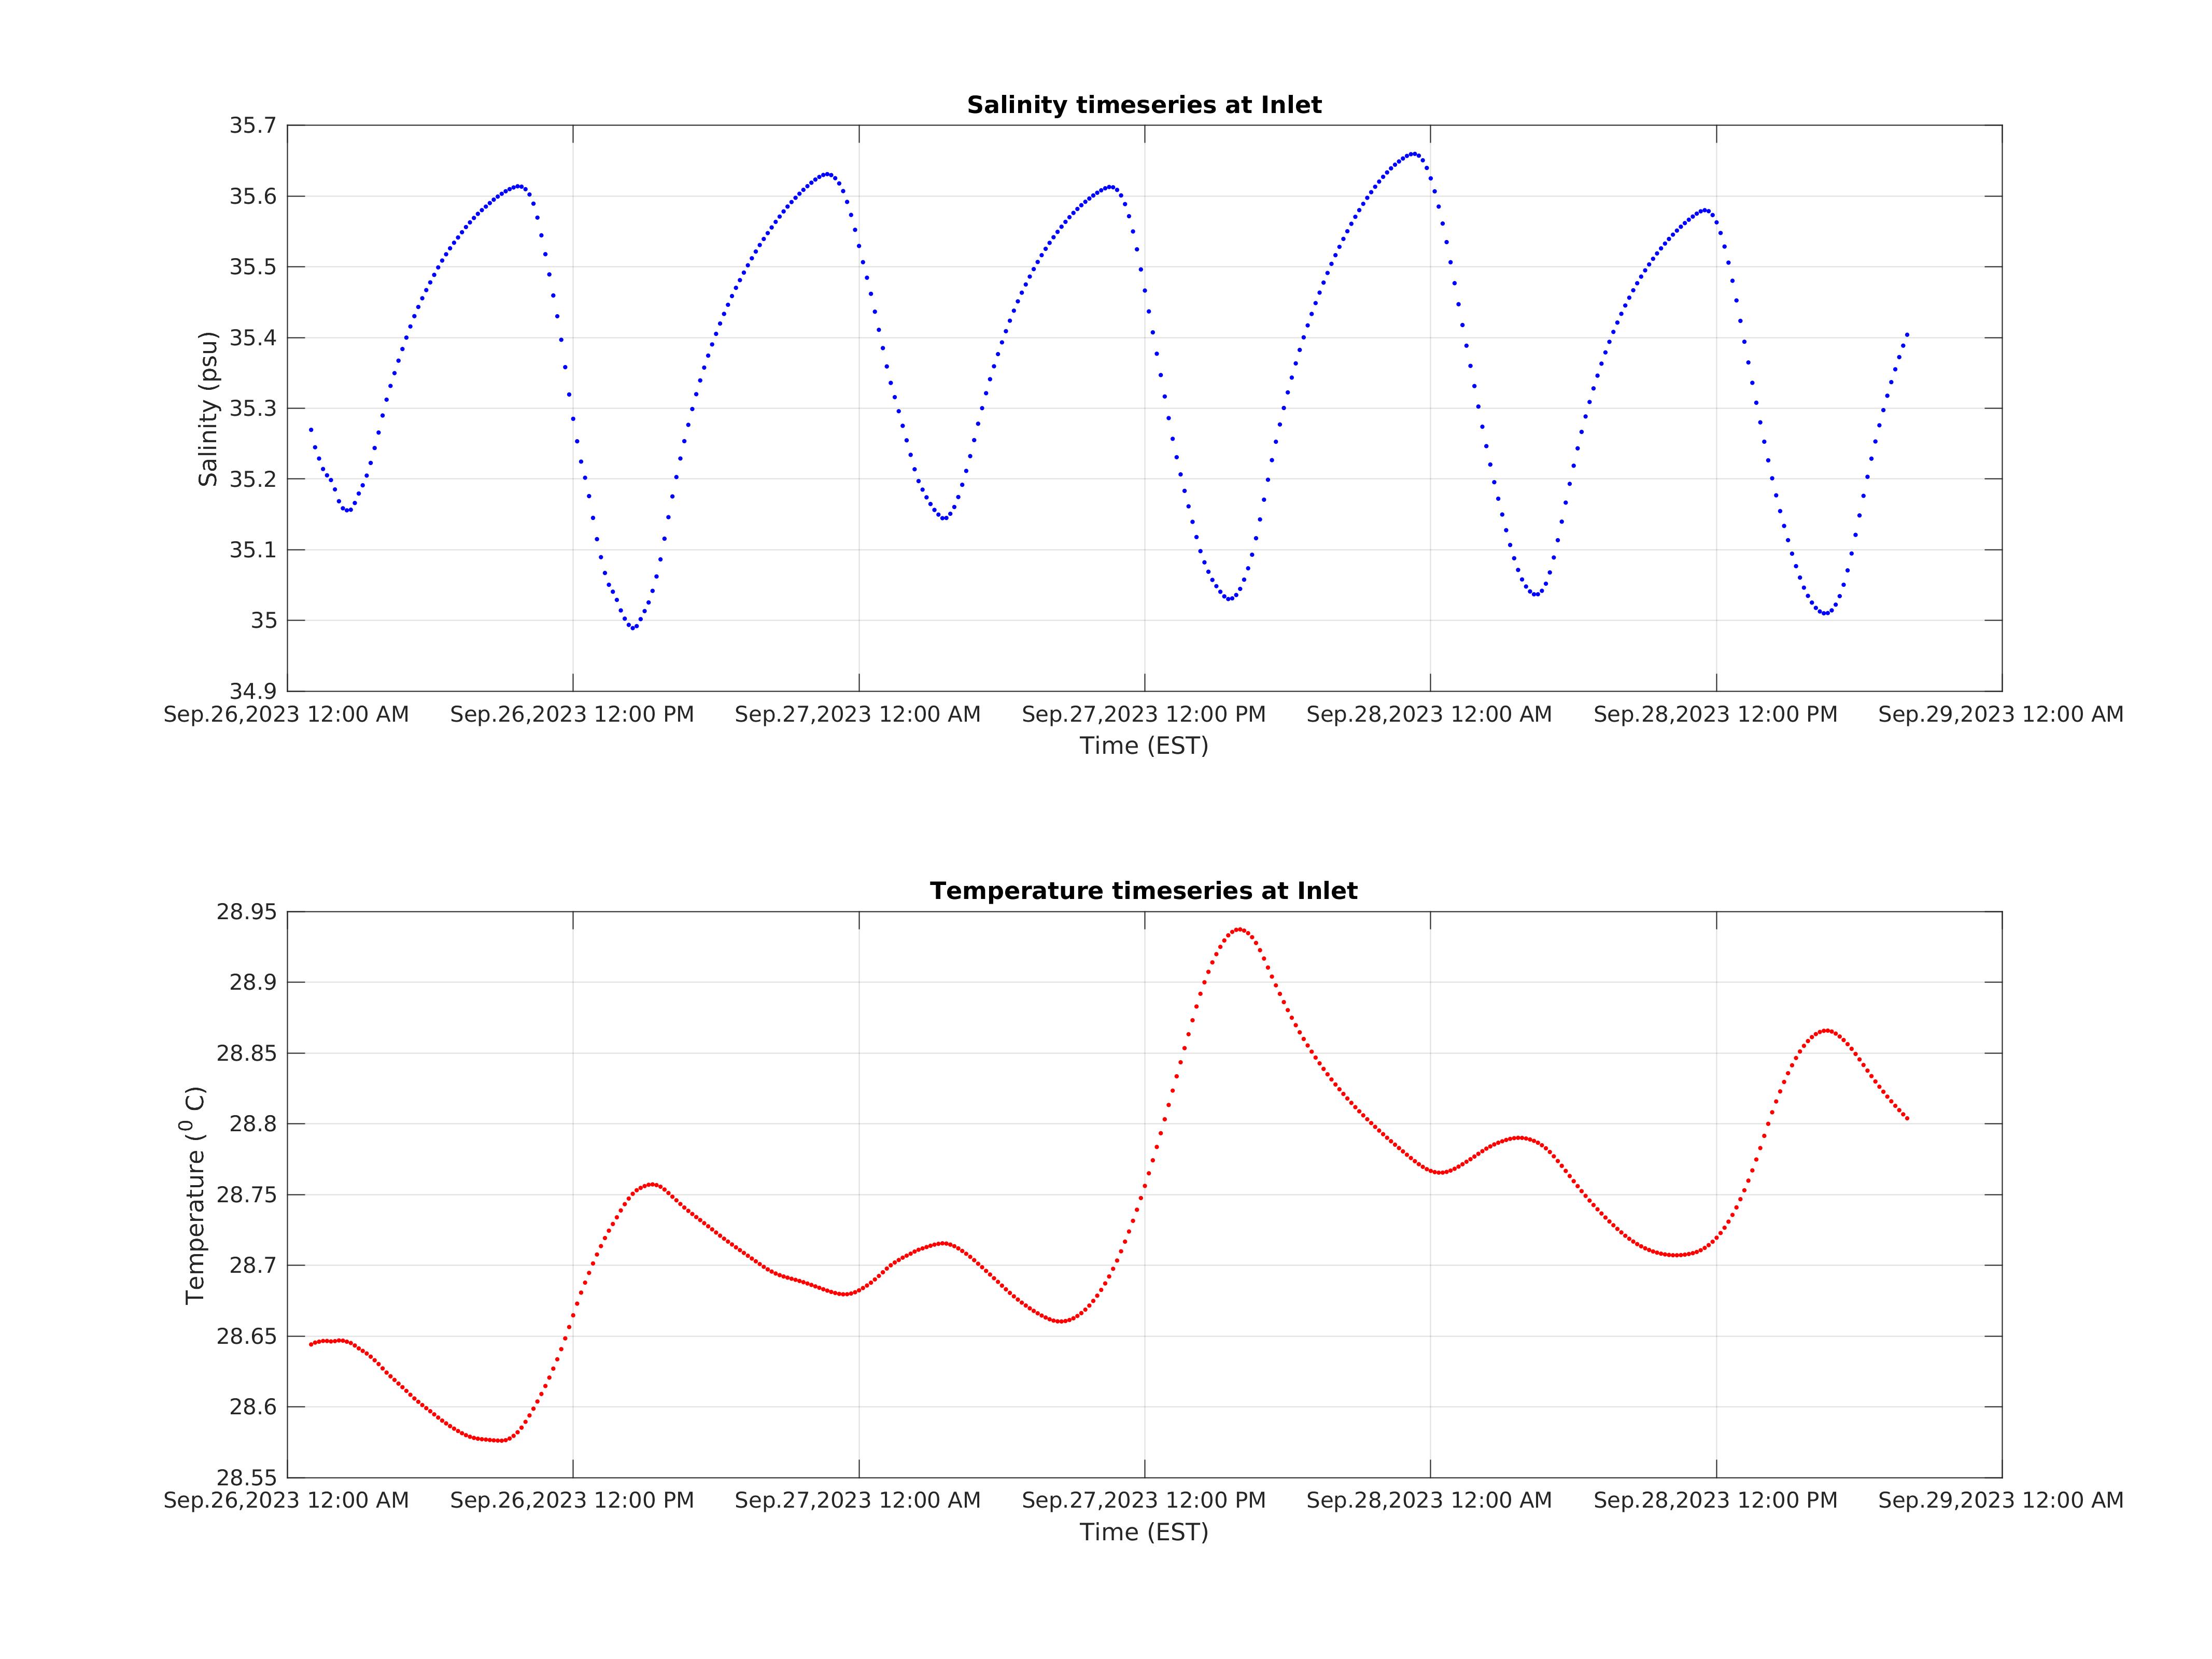 Salinity timeseries at Inlet
35.7
35.6
35.5
35.4
35.3
35.2
35.1
35
34.9
Salinity (psu)
Sep.26,2023 12:00 AM Sep.26,2023 12:00 PM Sep.27,2023 12:00 AM Sep.27,2023 12:00 PM Sep.28,2023 12:00 AM Sep.28,2023 12:00 PM Sep.29,2023 12:00 AM
Time (EST)
Temperature timeseries at Inlet
28.95
28.9
28.85
28.8
28.75
28.7
28.65
28.6
28.55
Temperature (⁰ C)
Sep.26,2023 12:00 AM Sep.26,2023 12:00 PM Sep.27,2023 12:00 AM Sep.27,2023 12:00 PM Sep.28,2023 12:00 AM Sep.28,2023 12:00 PM Sep.29,2023 12:00 AM
Time (EST)